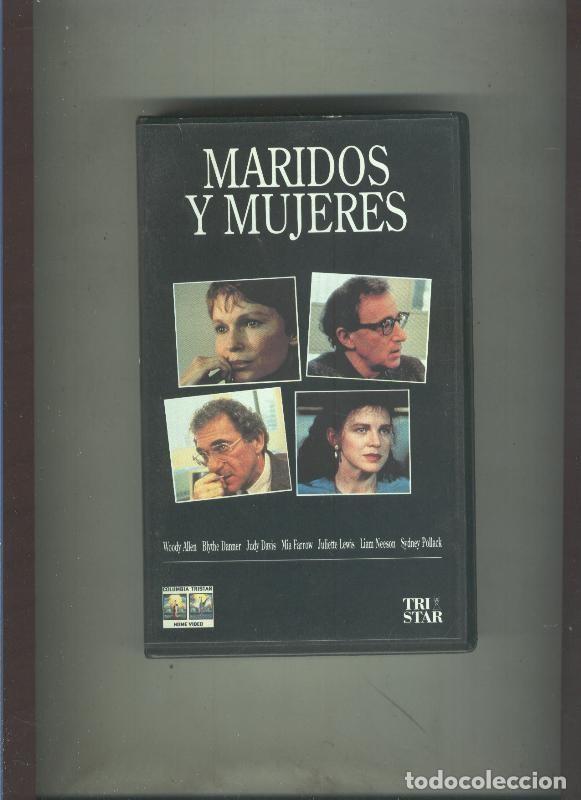 MARIDOS
Y MUJERES
Woody Allen Blythe Danner Judy Davis Mia Farrow Juliette Lewis Liam Neeson Sydney Pollack
COLUMBIA TRISTAR
HOME VIDEO
TRI
STAR
todocoleccion